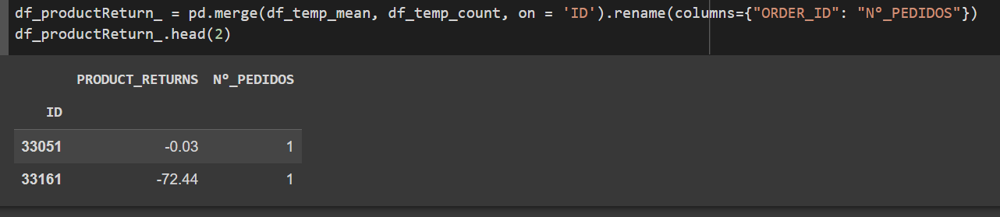 df_productReturn_ = pd.merge(df_temp_mean, df_temp_count, on = 'ID').rename(columns={"ORDER_ID": "Nº_PEDIDOS"})
df_productReturn_.head(2)
PRODUCT_RETURNS Nº_PEDIDOS
ID
33051 -0.03 1
33161 -72.44 1